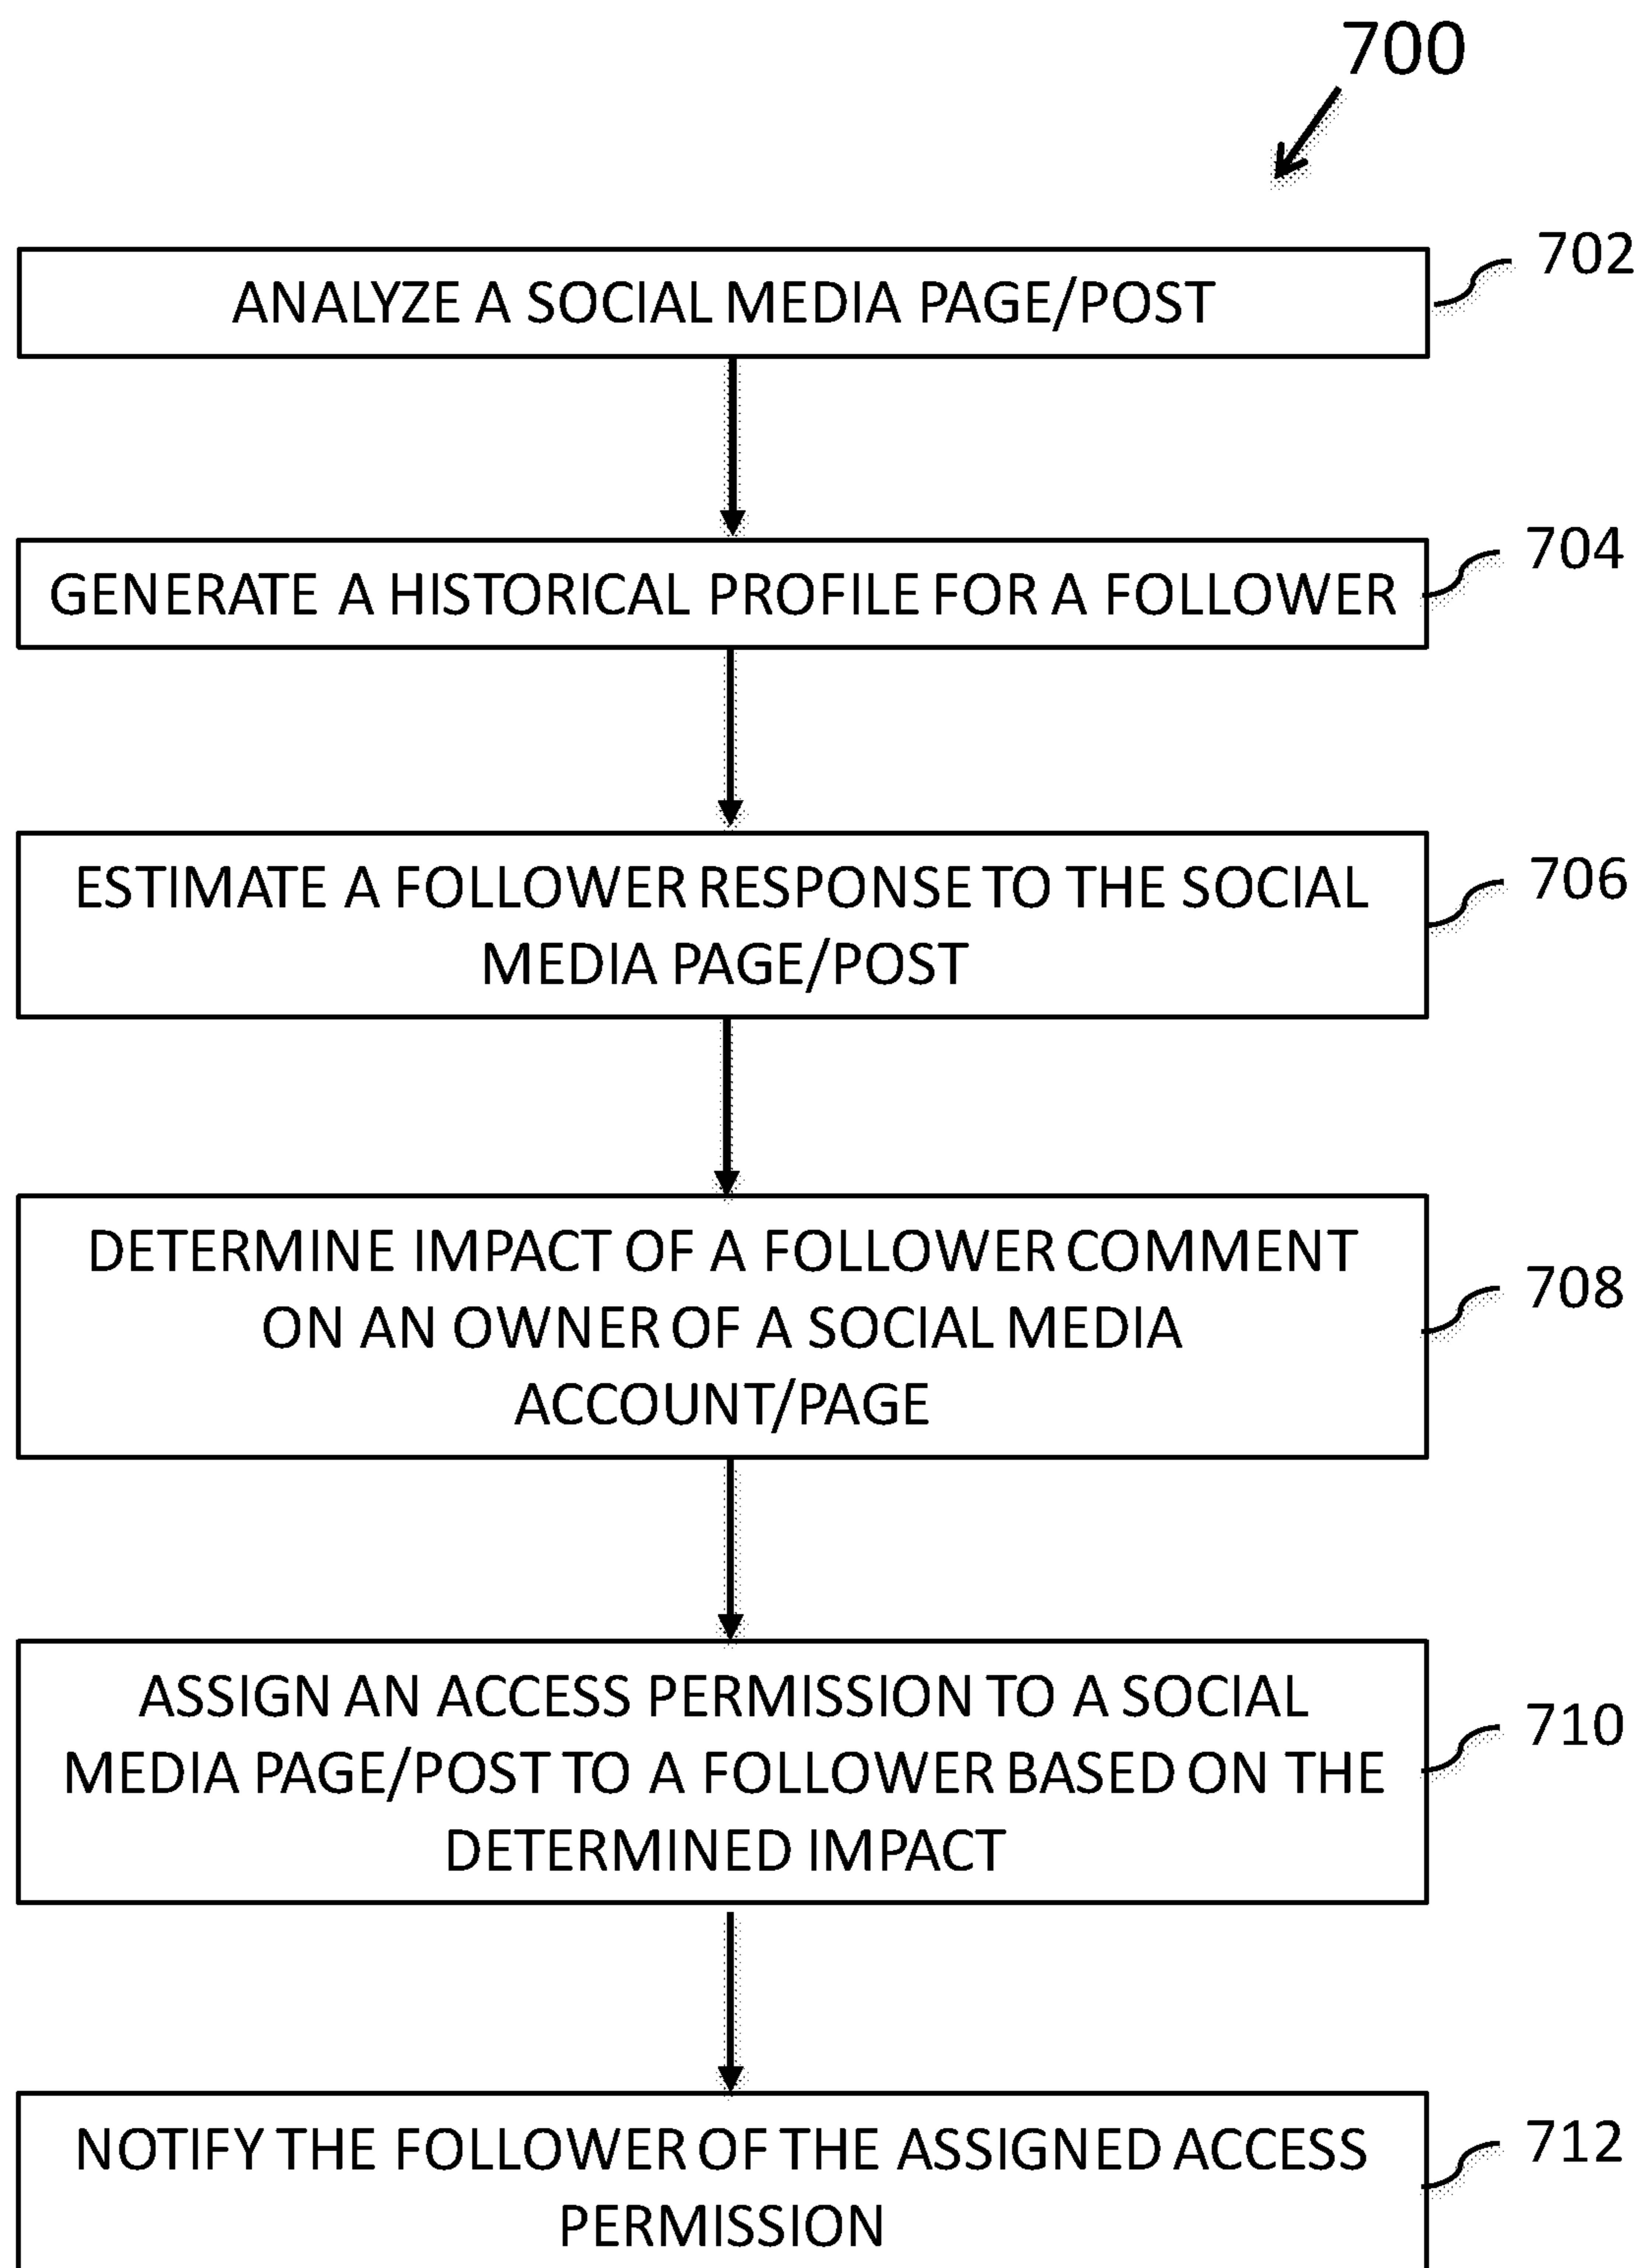 700
702
ANALYZE A SOCIAL MEDIA PAGE/POST
704
GENERATE A HISTORICAL PROFILE FOR A FOLLOWER
706
ESTIMATE A FOLLOWER RESPONSE TO THE SOCIAL
MEDIA PAGE/POST
708
DETERMINE IMPACT OF A FOLLOWER COMMENT
ON AN OWNER OF A SOCIAL MEDIA
ACCOUNT/PAGE
710
ASSIGN AN ACCESS PERMISSION TO A SOCIAL
MEDIA PAGE/POST TO A FOLLOWER BASED ON THE
DETERMINED IMPACT
712
NOTIFY THE FOLLOWER OF THE ASSIGNED ACCESS
PERMISSION